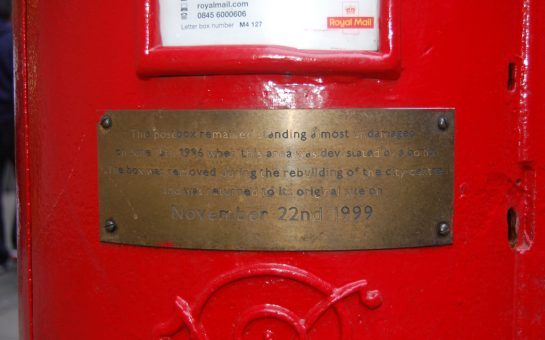 royalmail.com
0845 6000606
Letter box number M4 127
Royal Mail
This postbox remained standing almost undamaged
on June 15th 1996 when this area was devastated by a bomb
The box was removed during the rebuilding of the city centre
and was returned to its original site on
November 22nd 1999